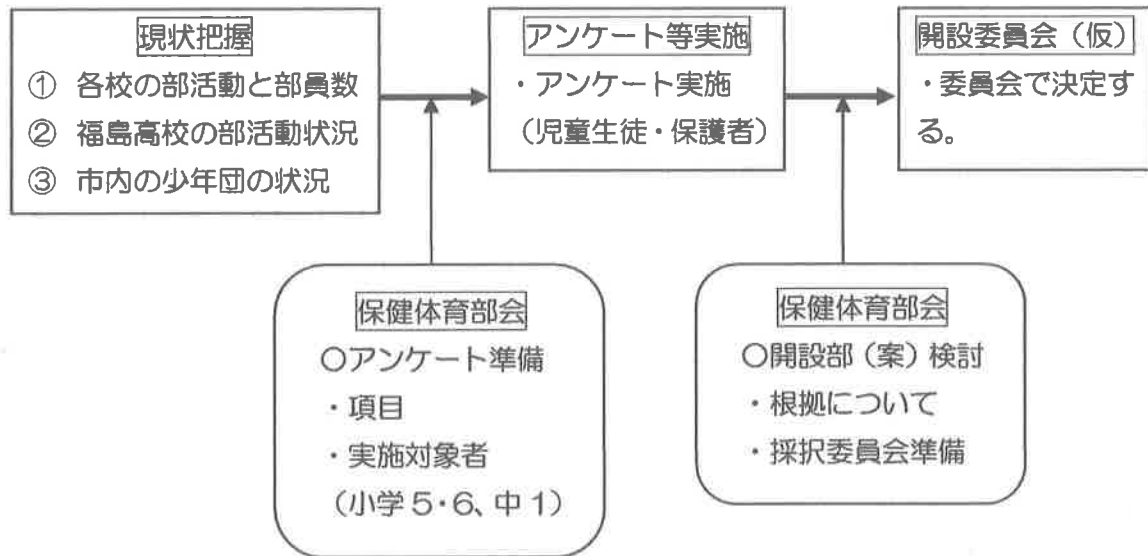 現状把握
① 各校の部活動と部員数
② 福島高校の部活動状況
③ 市内の少年団の状況
アンケート等実施
・アンケート実施
(児童生徒・保護者)
開設委員会(仮)
・委員会で決定す
る。
保健体育部会
○アンケート準備
・項目
・実施対象者
(小学5・6、中1)
保健体育部会
○開設部(案)検討
・根拠について
・採択委員会準備